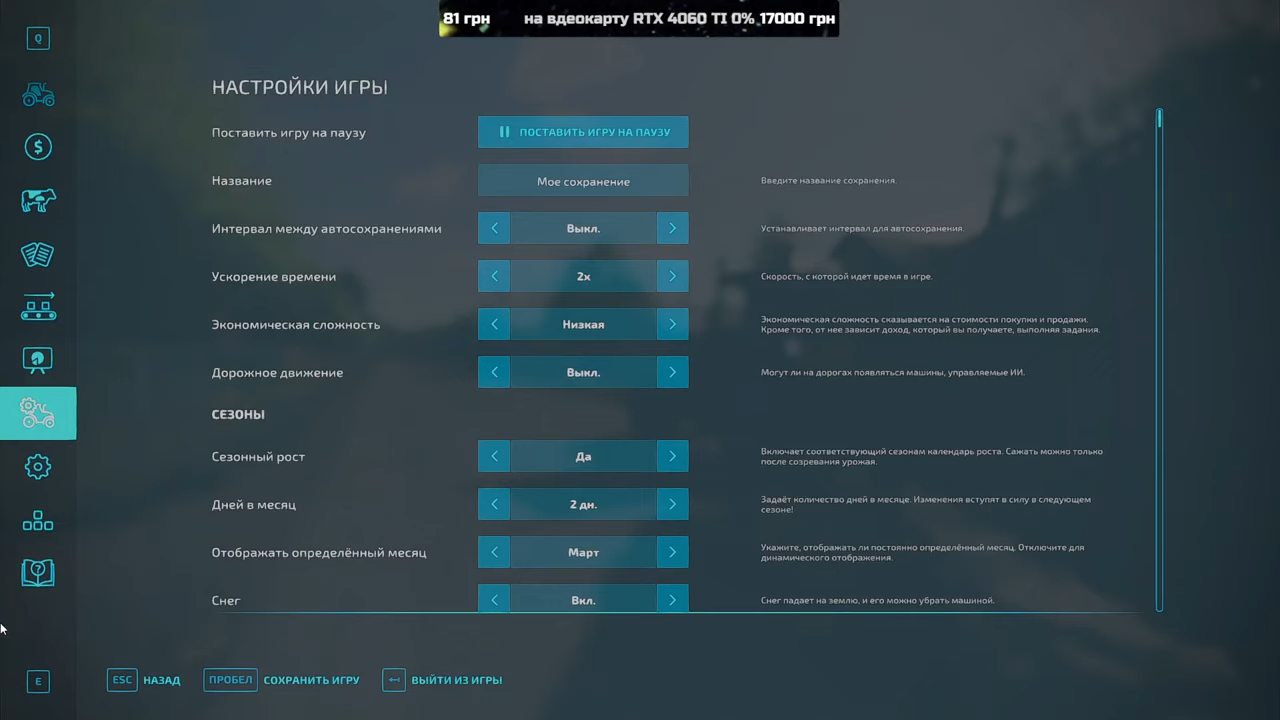 81 грн на вдеокарту RTX 4060 TI 0% 17000 грн
Q
НАСТРОЙКИ ИГРЫ
Поставить игру на паузу ПОСТАВИТЬ ИГРУ НА ПАУЗУ
Название Мое сохранение Введите название сохранения.
Интервал между автосохранениями Выкл. Устанавливает интервал для автосохранения.
Ускорение времени 2x Скорость, с которой идет время в игре.
Экономическая сложность Низкая Экономическая сложность сказывается на стоимости покупки и продажи.
Кроме того, от нее зависит доход, который вы получаете, выполняя задания.
Дорожное движение Выкл. Могут ли на дорогах появляться машины, управляемые ИИ.
СЕЗОНЫ
Сезонный рост Да Включает соответствующий сезонам календарь роста. Сажать можно только
после созревания урожая.
Дней в месяц 2 дн. Задаёт количество дней в месяце. Изменения вступят в силу в следующем
сезоне!
Отображать определённый месяц Март Укажите, отображать ли постоянно определённый месяц. Отключите для
динамического отображения.
Снег Вкл. Снег падает на землю, и его можно убрать машиной.
E ESC НАЗАД ПРОБЕЛ СОХРАНИТЬ ИГРУ ВЫЙТИ ИЗ ИГРЫ